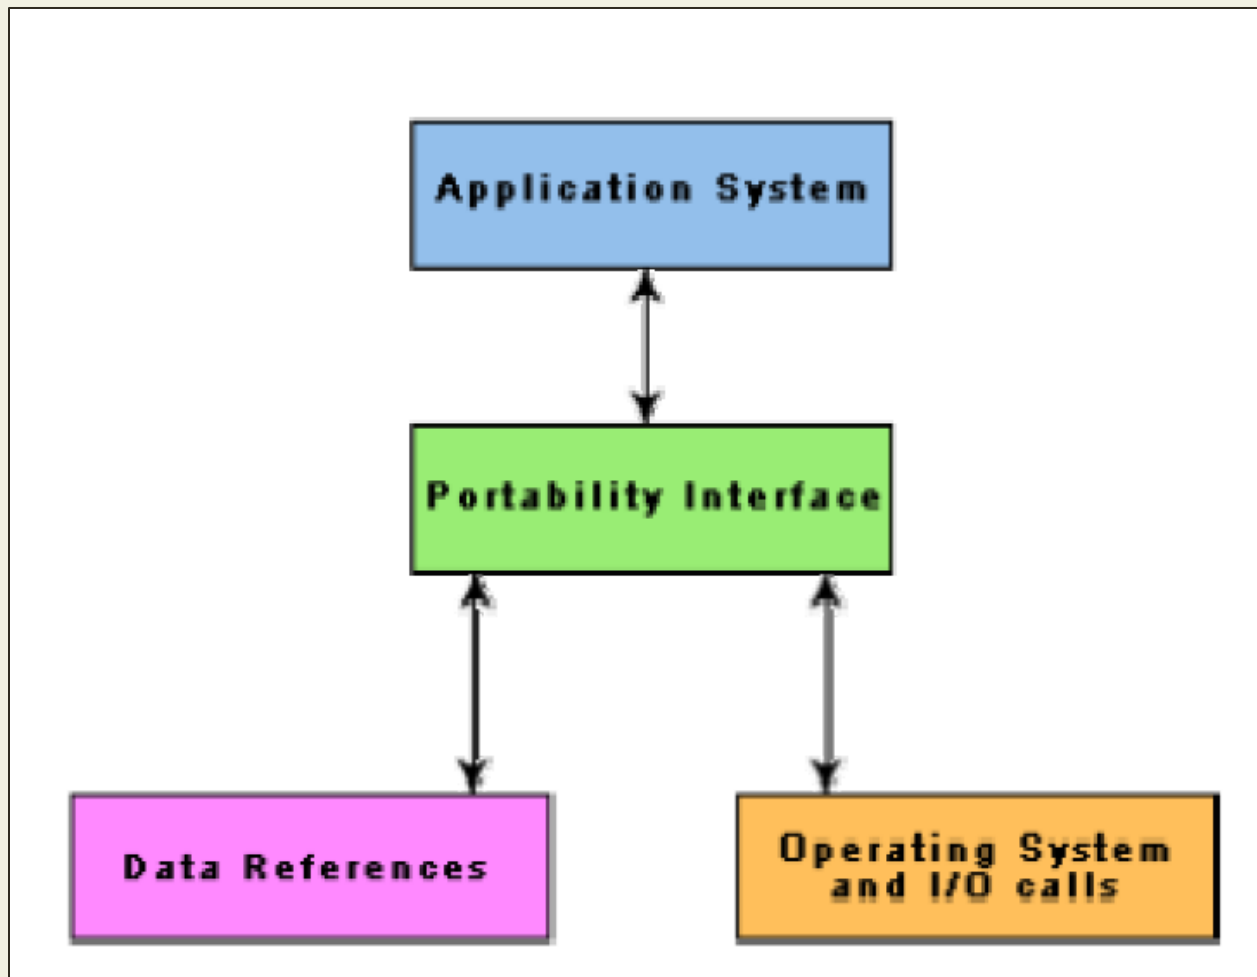 Application System
Portability Interface
Data References
Operating System
and I/O calls